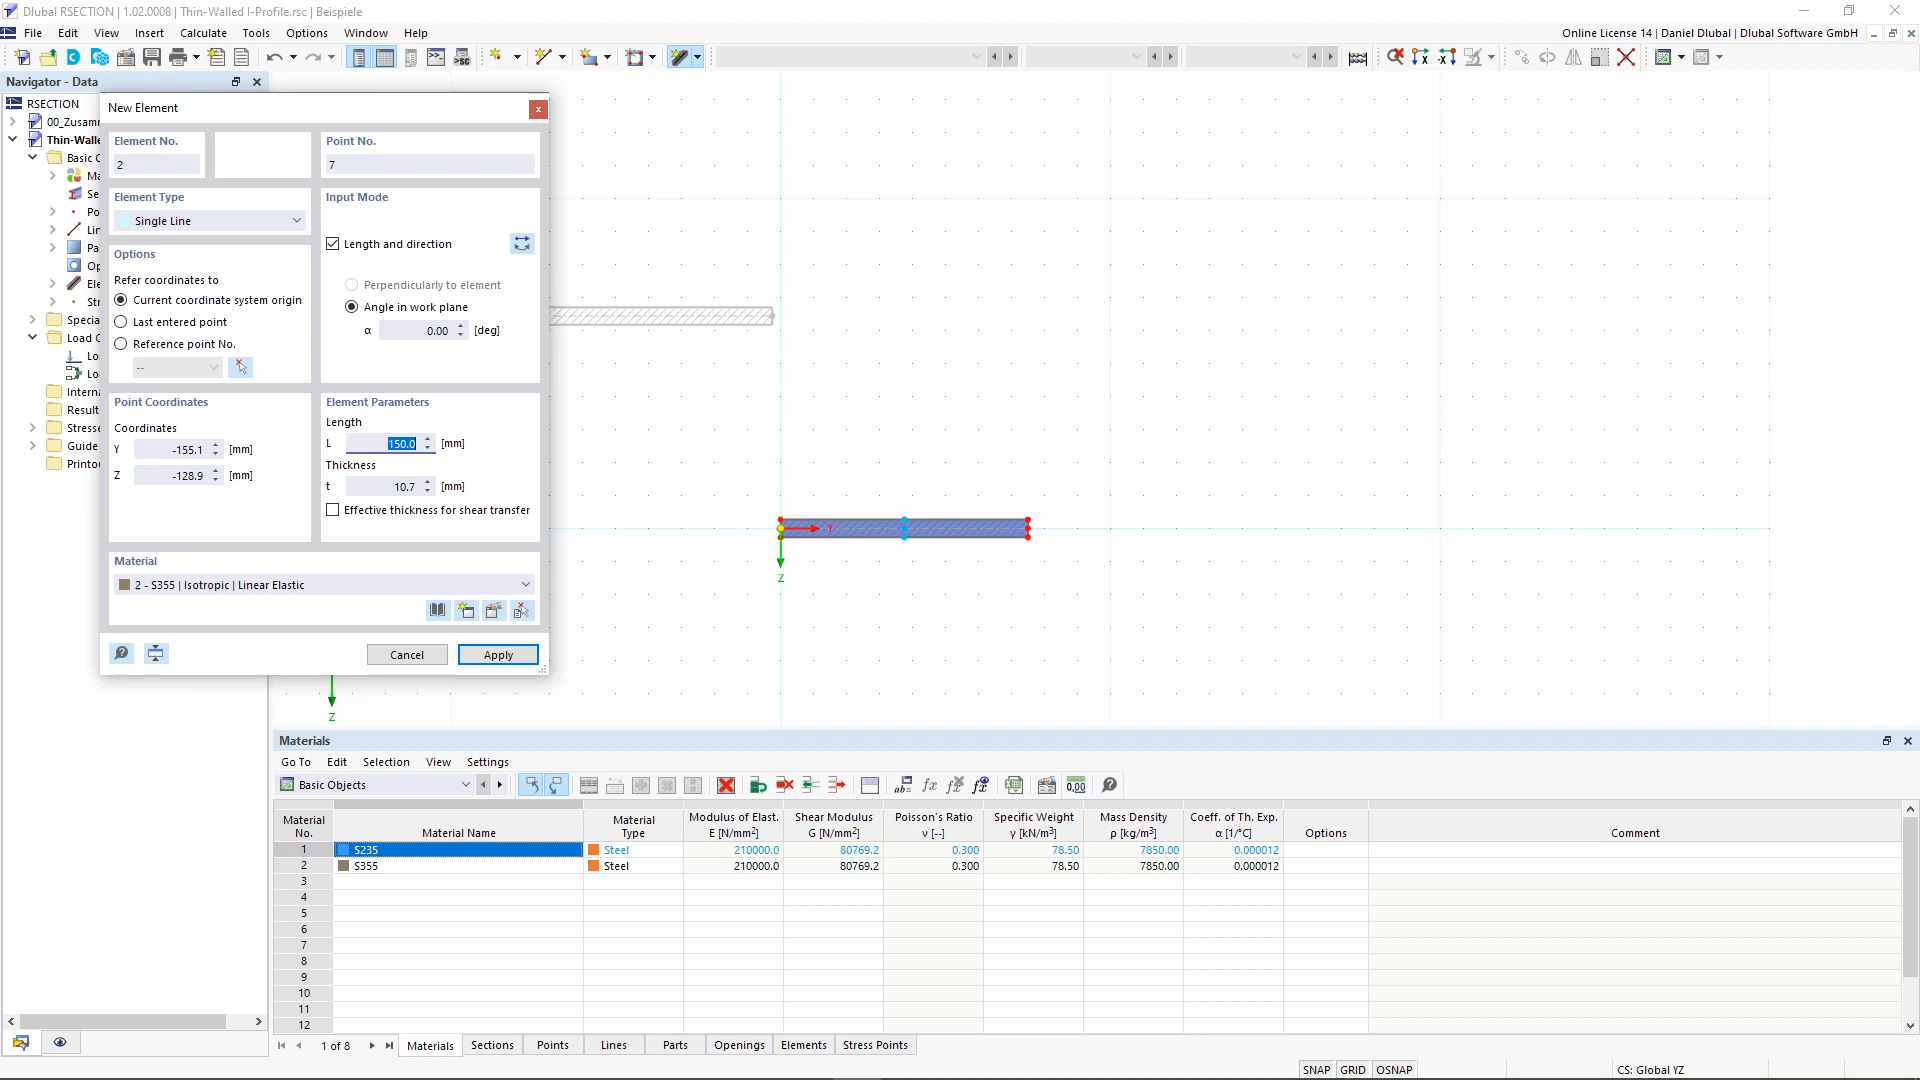 Dlubal RSECTION | 1.02.0008 | Thin-Walled I-Profile.rsc | Beispiele
File Edit View Insert Calculate Tools Options Window Help
Online License 14 | Daniel Dlubal | Dlubal Software GmbH
Navigator - Data
RSECTION
00_Zusam
Thin-Walle
Basic C
Ma
Se
Po
Lin
Pa
Op
Ele
Str
Specia
Load C
Lo
Lo
Interna
Result
Stresse
Guide
Printo
New Element
Element No.
2
Point No.
7
Element Type
Single Line
Input Mode
Length and direction
Perpendicularly to element
Angle in work plane
α 0.00 [deg]
Options
Refer coordinates to
Current coordinate system origin
Last entered point
Reference point No.
--
Point Coordinates
Coordinates
Y -155.1 [mm]
Z -128.9 [mm]
Element Parameters
Length
L 150.0 [mm]
Thickness
t 10.7 [mm]
Effective thickness for shear transfer
Material
2 - S355 | Isotropic | Linear Elastic
Cancel Apply
Y
Z
Z
Materials
Go To Edit Selection View Settings
Basic Objects
Material No. Material Name Material Type Modulus of Elast. E [N/mm²] Shear Modulus G [N/mm²] Poisson's Ratio ν [--] Specific Weight γ [kN/m³] Mass Density ρ [kg/m³] Coeff. of Th. Exp. α [1/°C] Options Comment
1 S235 Steel 210000.0 80769.2 0.300 78.50 7850.00 0.000012
2 S355 Steel 210000.0 80769.2 0.300 78.50 7850.00 0.000012
3
4
5
6
7
8
9
10
11
12
1 of 8 Materials Sections Points Lines Parts Openings Elements Stress Points
SNAP GRID OSNAP CS: Global YZ